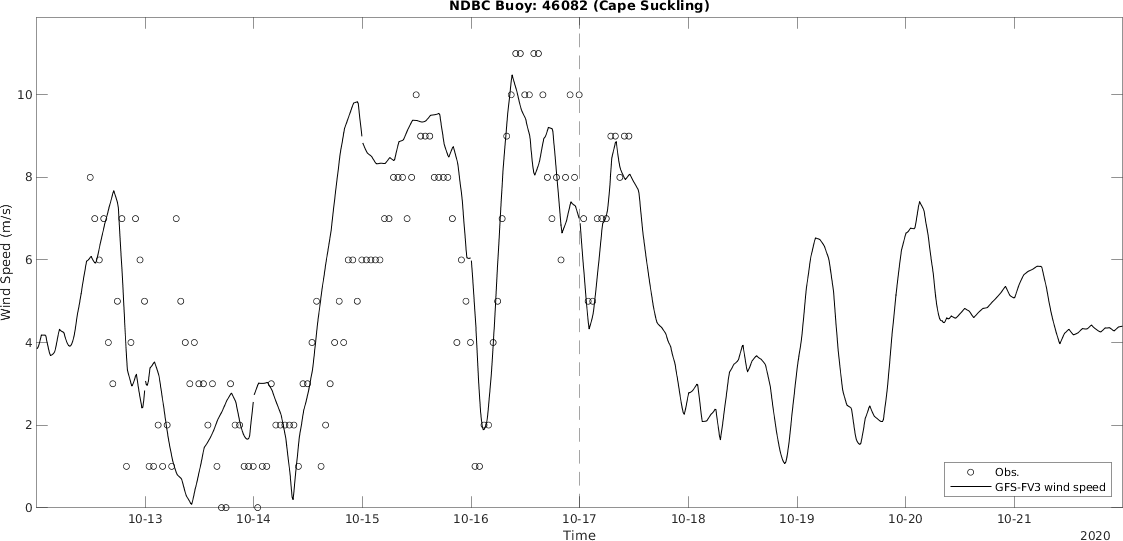 NDBC Buoy: 46082 (Cape Suckling)
Wind Speed (m/s)
10
8
6
4
2
0
10-13 10-14 10-15 10-16 10-17 10-18 10-19 10-20 10-21
Time
2020
Obs.
GFS-FV3 wind speed